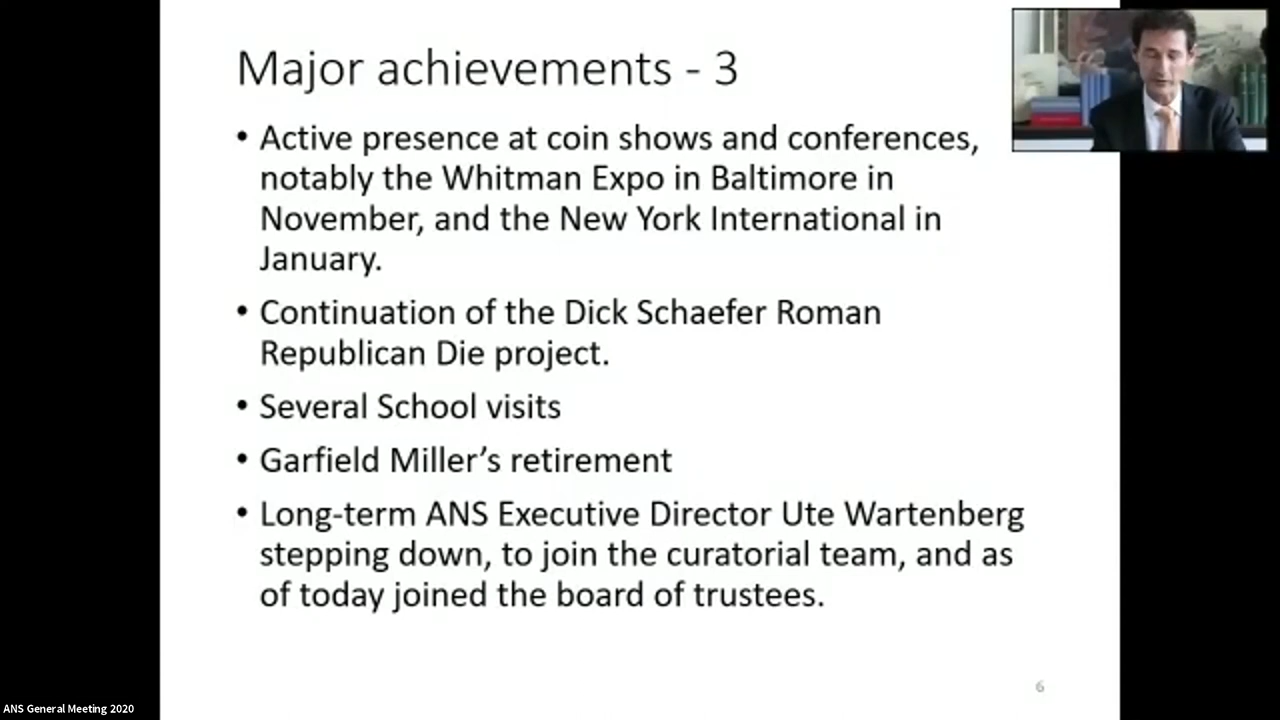 Major achievements - 3
• Active presence at coin shows and conferences,
notably the Whitman Expo in Baltimore in
November, and the New York International in
January.
• Continuation of the Dick Schaefer Roman
Republican Die project.
• Several School visits
• Garfield Miller’s retirement
• Long-term ANS Executive Director Ute Wartenberg
stepping down, to join the curatorial team, and as
of today joined the board of trustees.
6
ANS General Meeting 2020